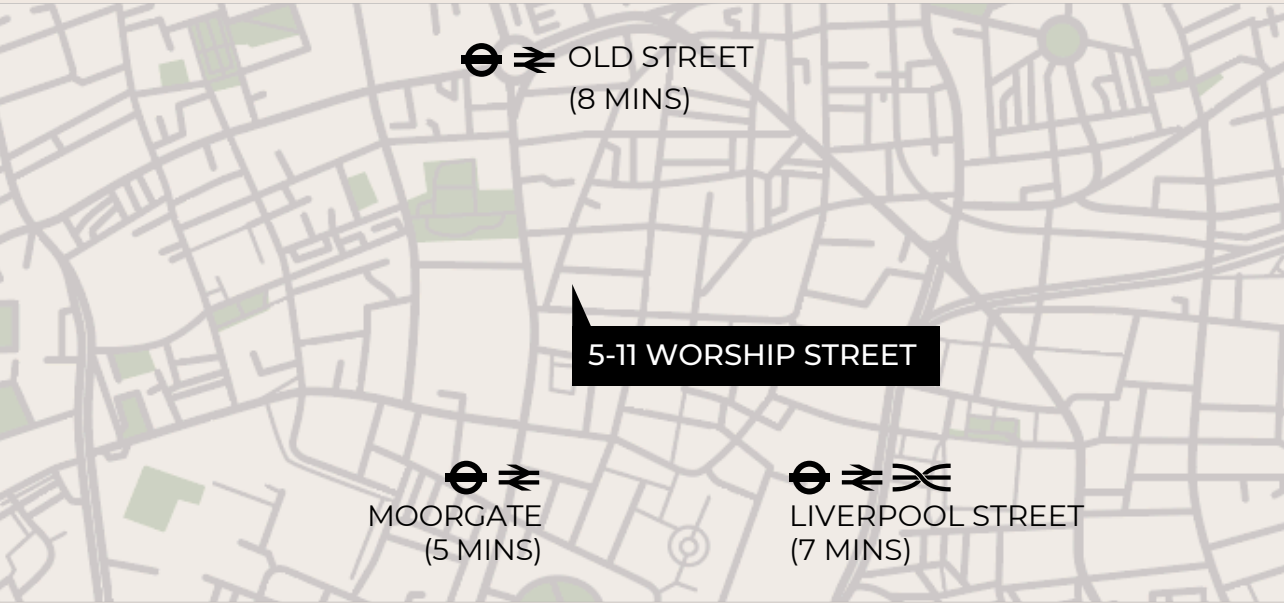 OLD STREET
(8 MINS)
5-11 WORSHIP STREET
MOORGATE
(5 MINS)
LIVERPOOL STREET
(7 MINS)